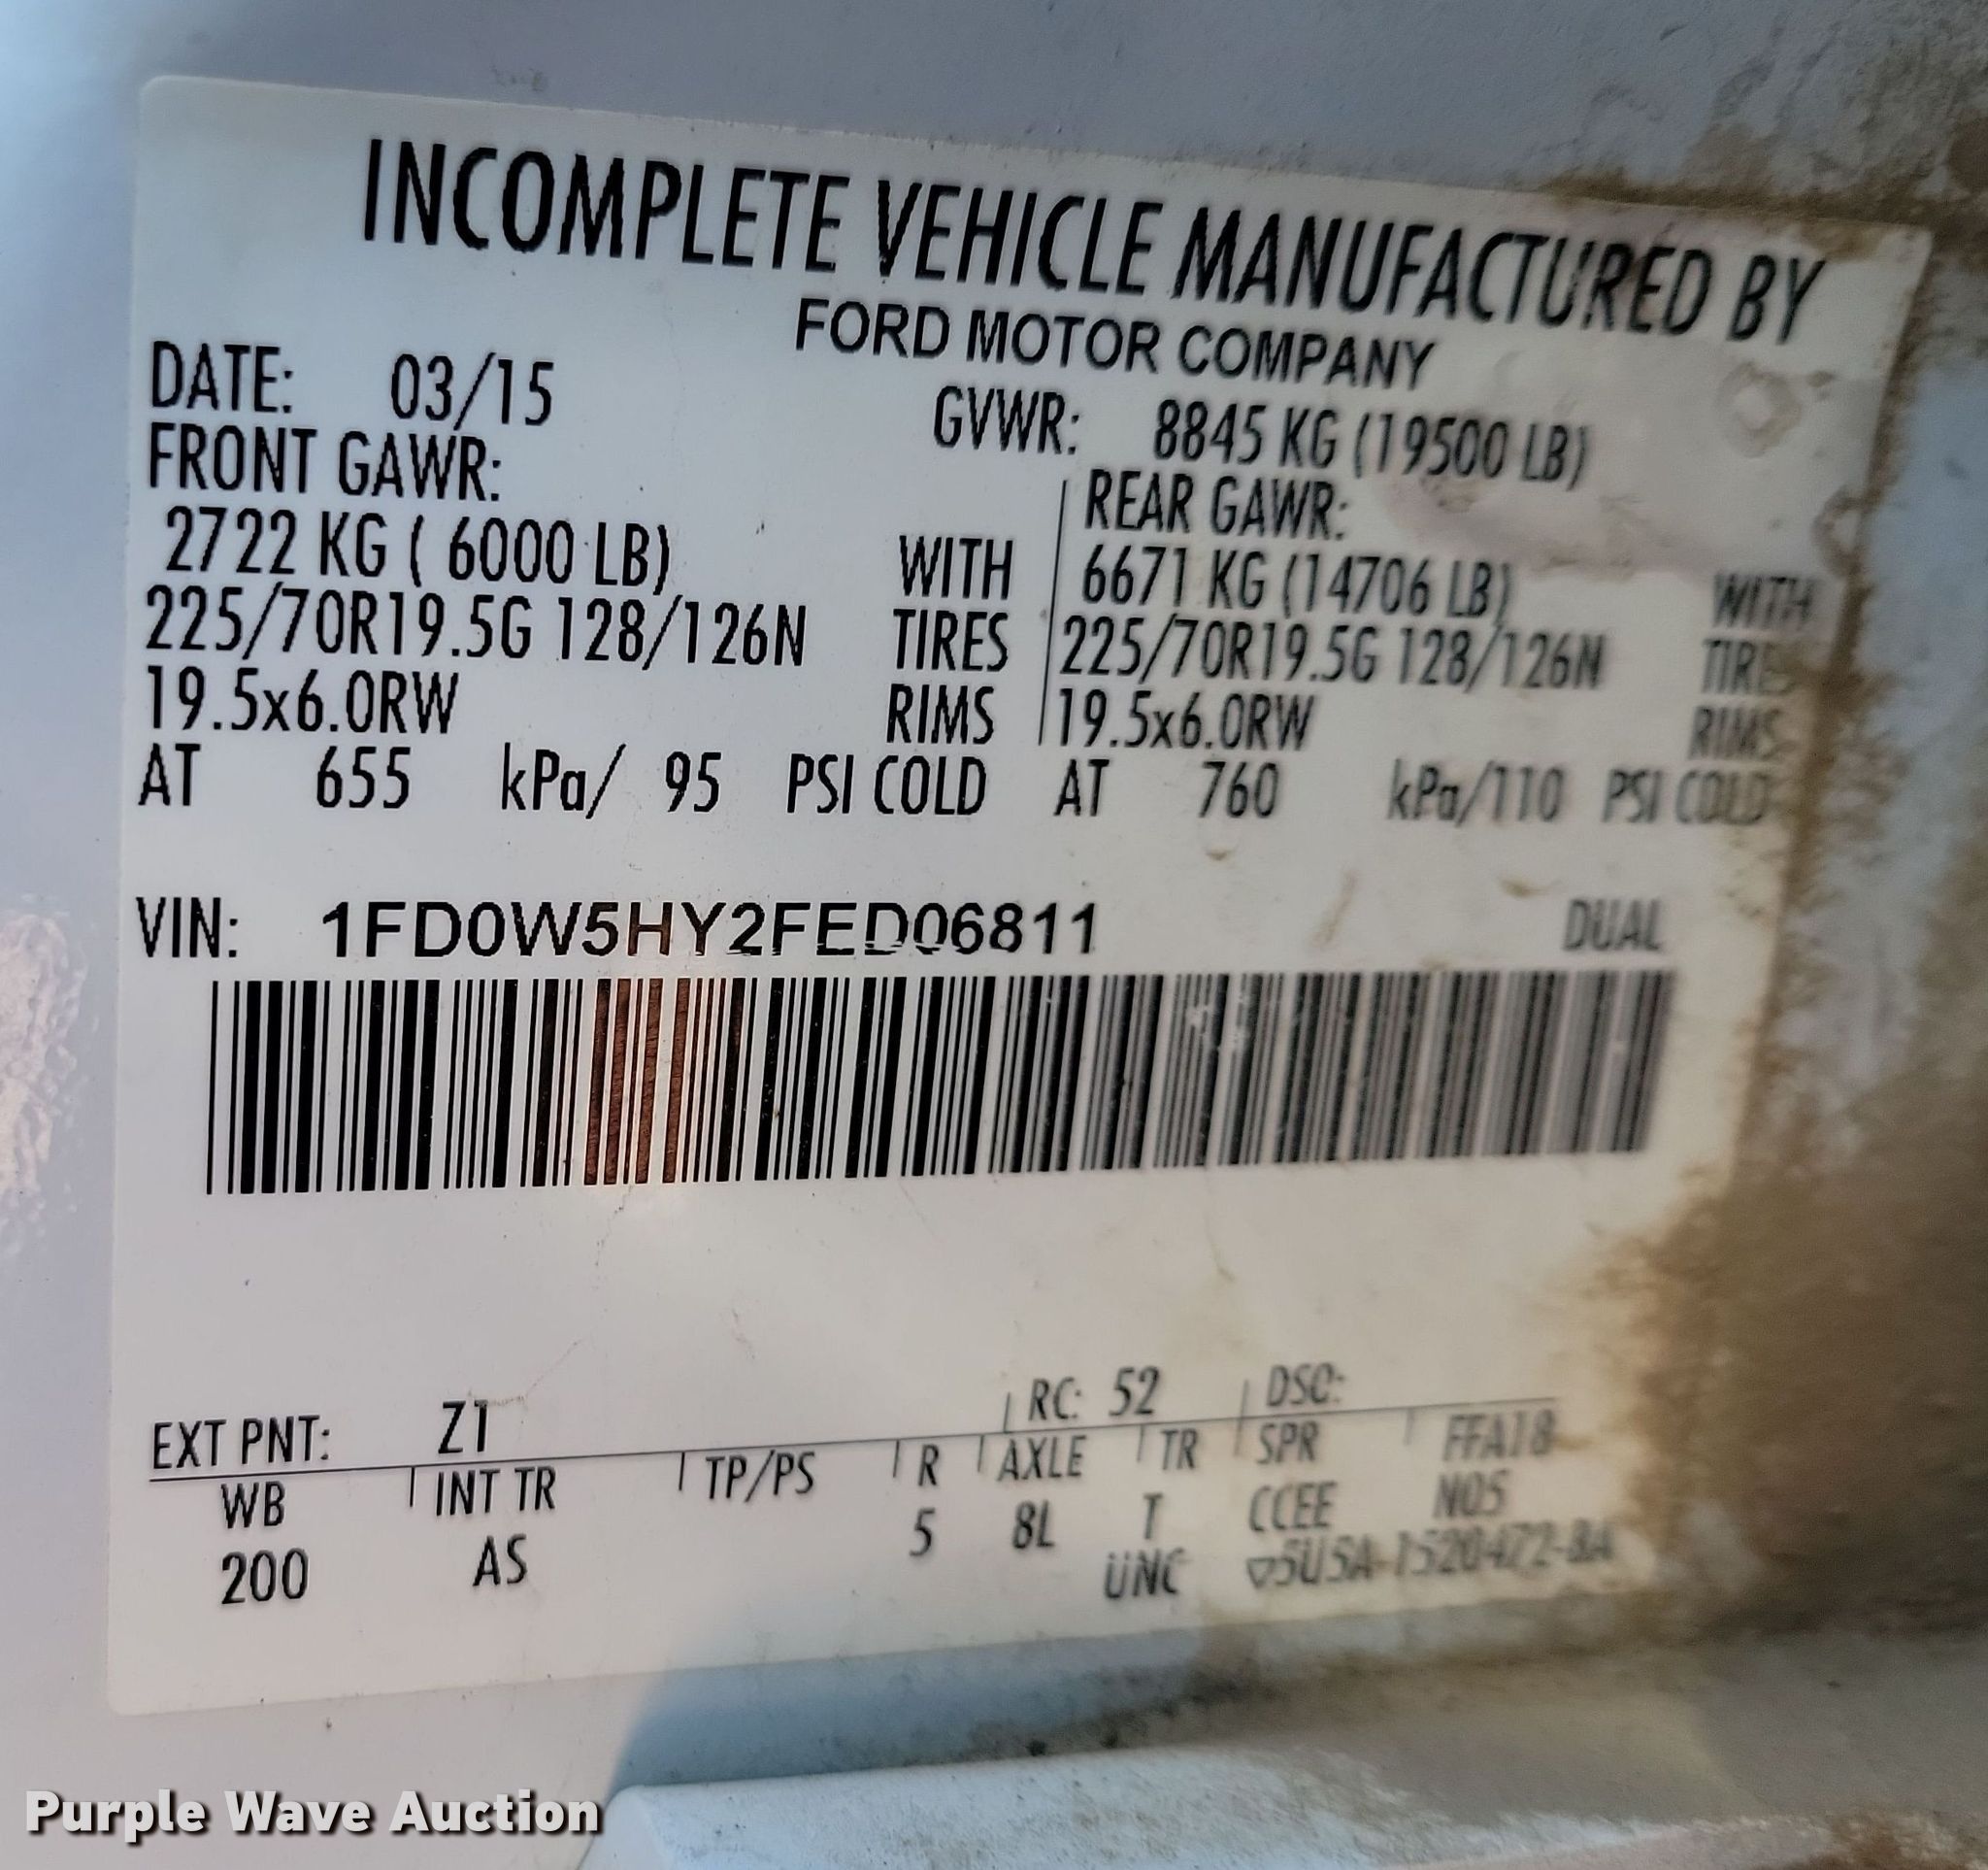 INCOMPLETE VEHICLE MANUFACTURED BY
FORD MOTOR COMPANY
DATE: 03/15
GVWR: 8845 KG (19500 LB)
FRONT GAWR:
2722 KG ( 6000 LB) WITH
225/70R19.5G 128/126N TIRES
19.5x6.0RW RIMS
AT 655 kPa/ 95 PSI COLD
REAR GAWR:
6671 KG (14706 LB) WITH
225/70R19.5G 128/126N TIRES
19.5x6.0RW RIMS
AT 760 kPa/110 PSI COLD
VIN: 1FD0W5HY2FED06811 DUAL
EXT PNT: Z1 RC: 52 DSO:
WB INT TR TP/PS R AXLE TR SPR FFA18
200 AS 5 8L T CCEE N05
UNC
Purple Wave Auction